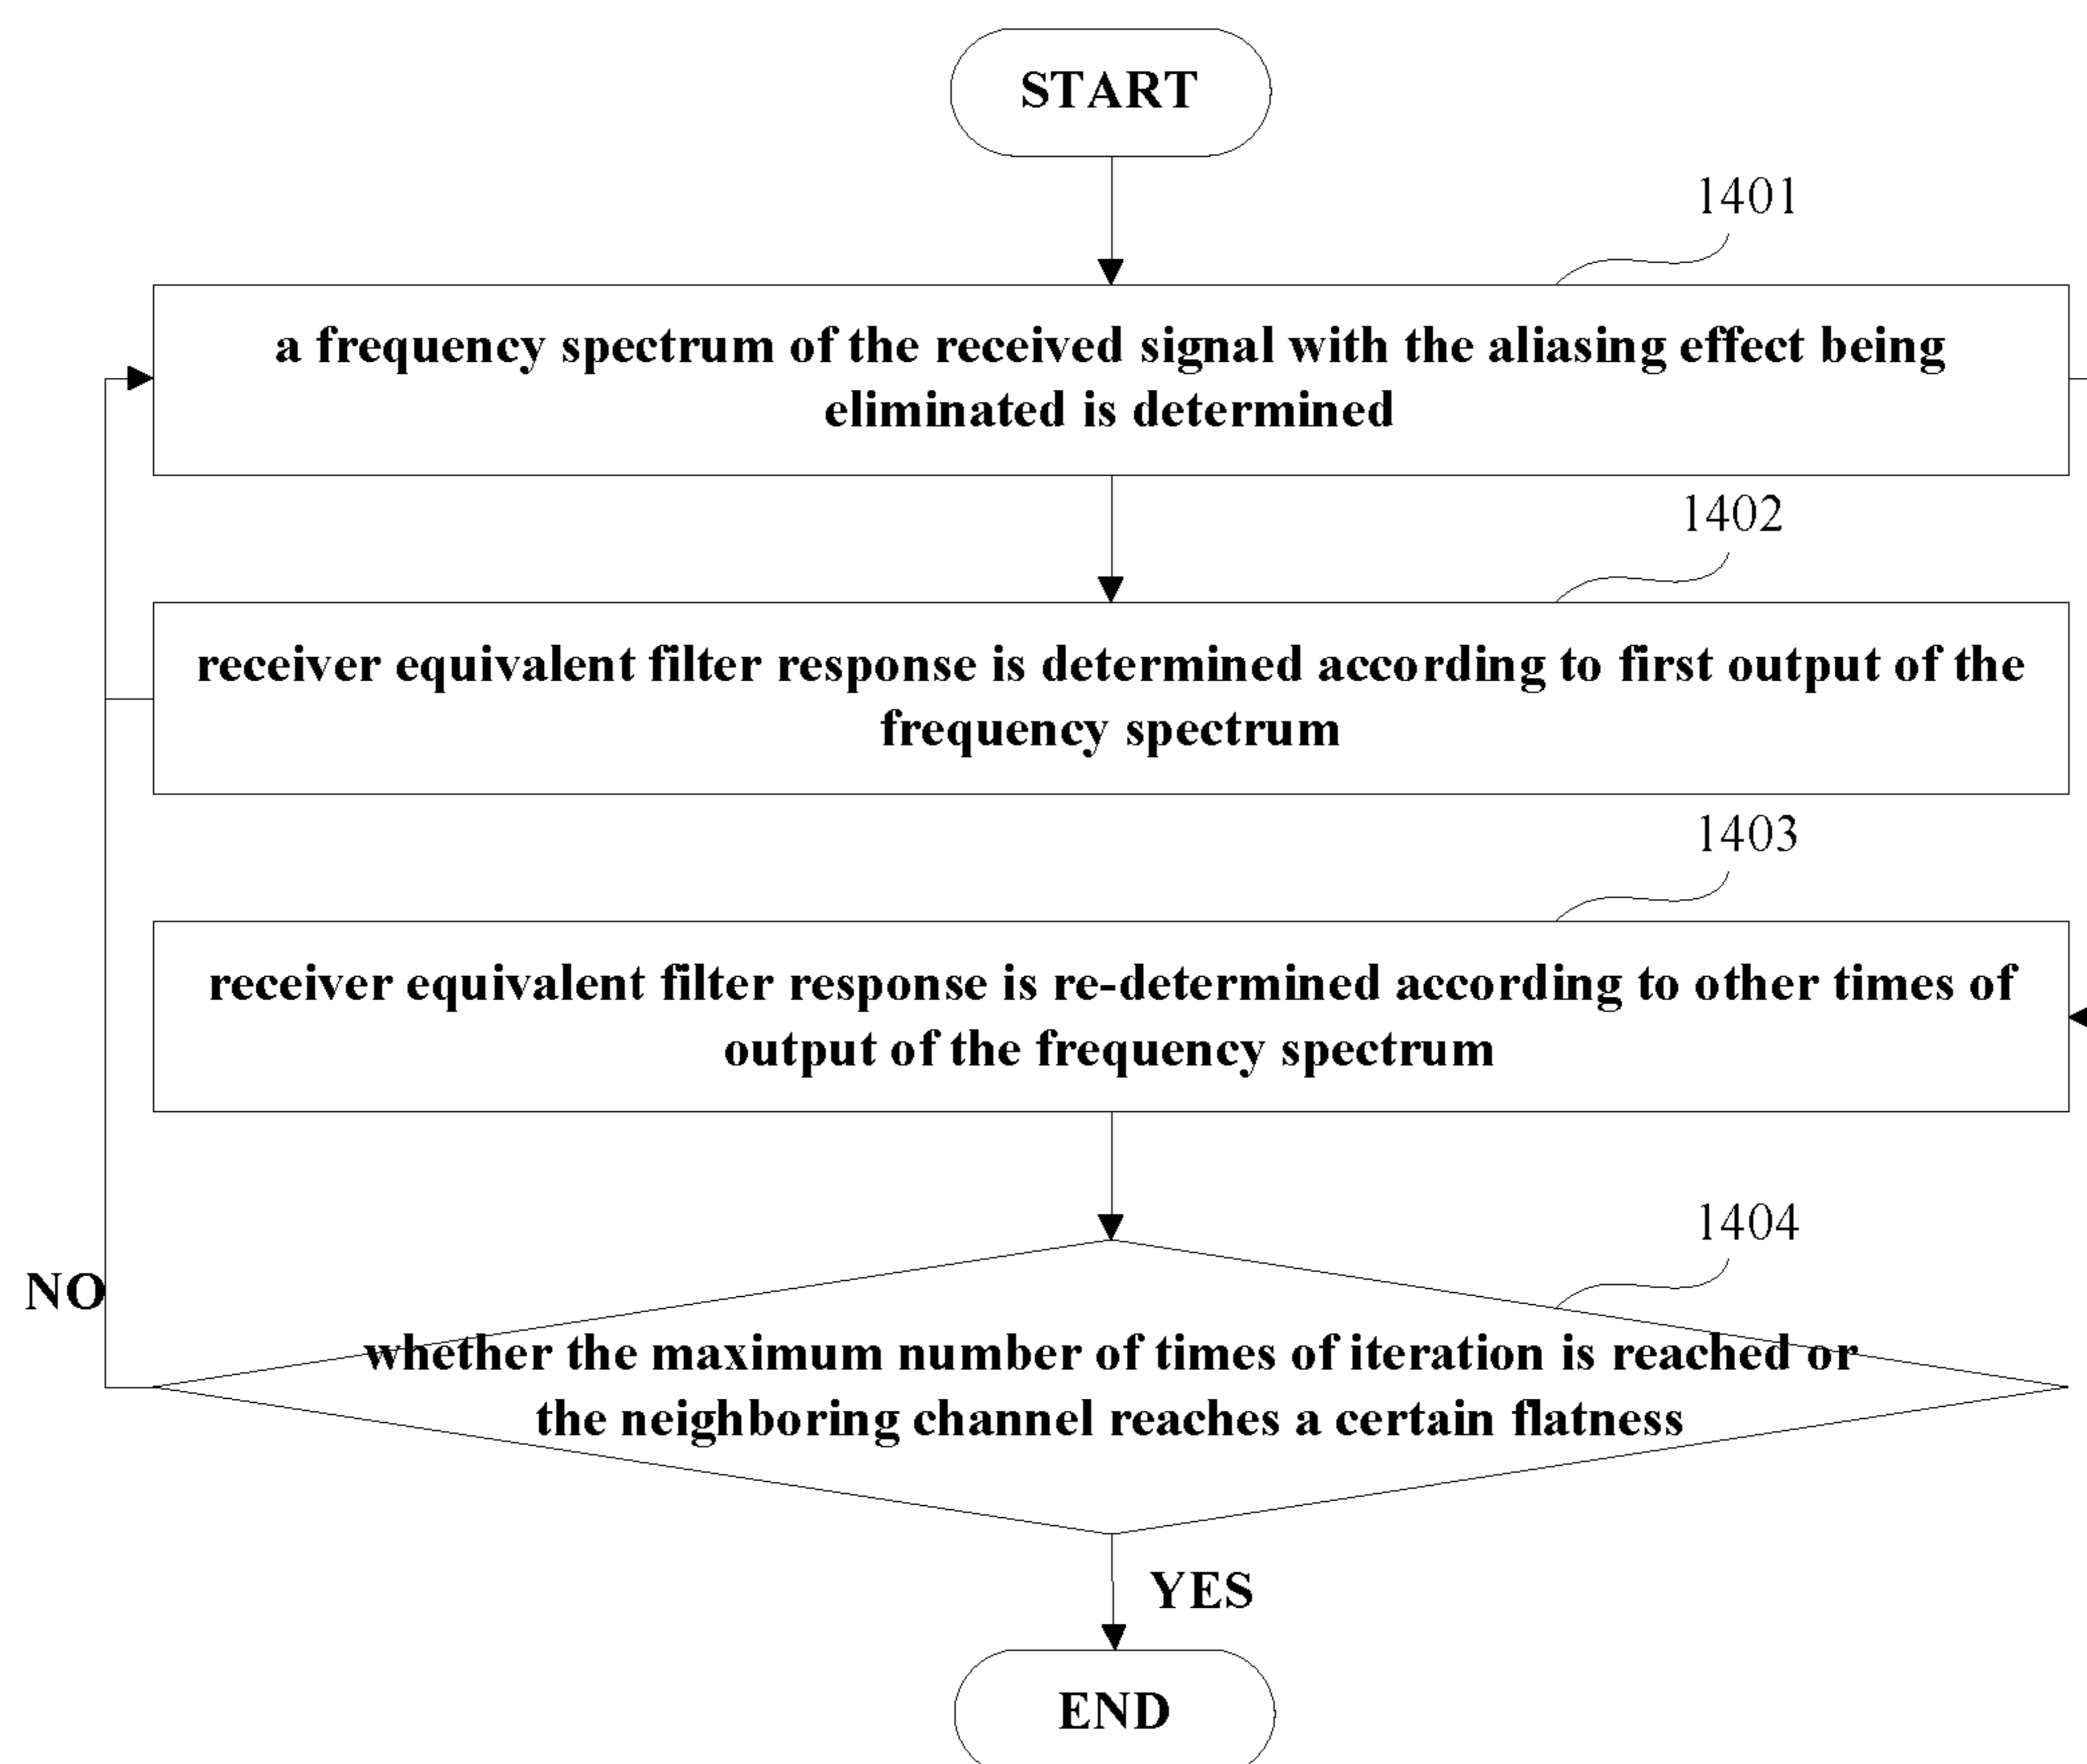 START
1401
a frequency spectrum of the received signal with the aliasing effect being
eliminated is determined
1402
receiver equivalent filter response is determined according to first output of the
frequency spectrum
1403
receiver equivalent filter response is re-determined according to other times of
output of the frequency spectrum
1404
NO
whether the maximum number of times of iteration is reached or
the neighboring channel reaches a certain flatness
YES
END